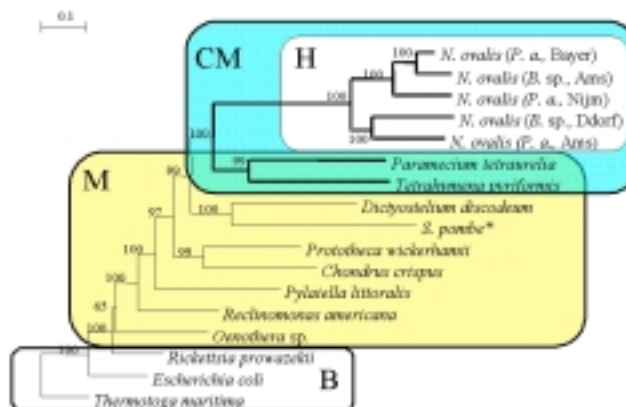 0.1
CM
H
100
N. ovalis (P. a., Bayer)
100
N. ovalis (B. sp., Ams)
100
N. ovalis (P. a., Nijm)
N. ovalis (B. sp., Ddorf)
100
N. ovalis (P. a., Ams)
100
99
Paramecium tetraurelia
Tetrahymena pyriformis
M
99
Dictyostelium discodeum
100
S. pombe*
97
Prototheca wickerhamii
99
Chondrus crispus
100
Pylaiella littoralis
100
Reclinomonas americana
65
Oenothera sp.
100
Rickettsia prowazekii
100
Escherichia coli
B
Thermotoga maritima